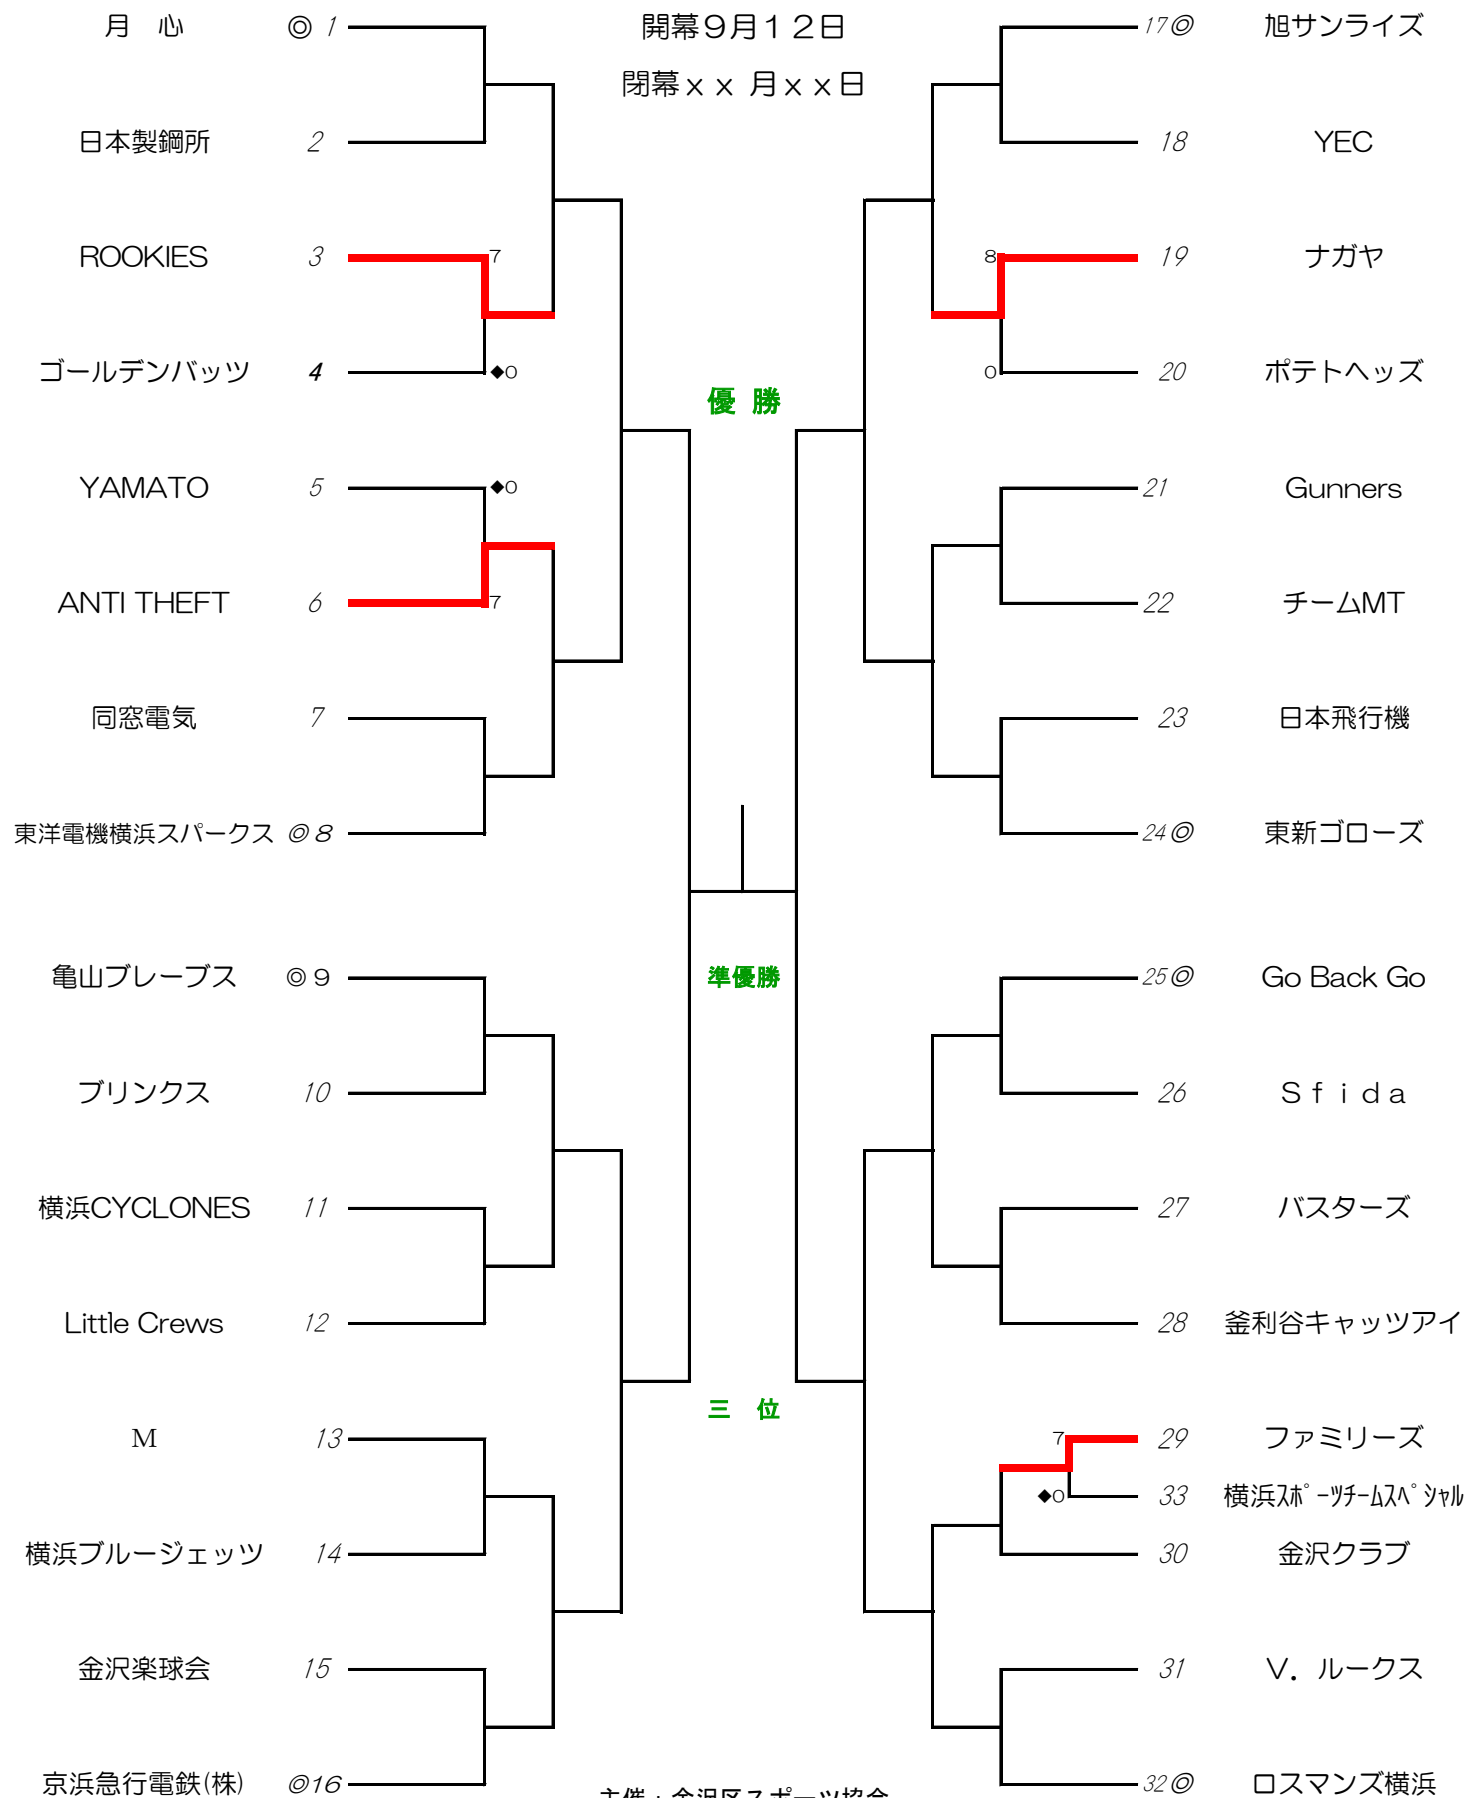 開幕９月１２日
閉幕ｘｘ 月ｘｘ日
月　心 ◎ 1
日本製鋼所 2
ROOKIES 3 7
ゴールデンバッツ 4 ◆0
YAMATO 5 ◆0
ANTI THEFT 6 7
同窓電気 7
東洋電機横浜スパークス ◎ 8
亀山ブレーブス ◎ 9
ブリンクス 10
横浜CYCLONES 11
Little Crews 12
M 13
横浜ブルージェッツ 14
金沢楽球会 15
京浜急行電鉄(株) ◎16
優 勝
準優勝
三　位
17◎ 旭サンライズ
18 YEC
8 19 ナガヤ
0 20 ポテトヘッズ
21 Gunners
22 チームMT
23 日本飛行機
24◎ 東新ゴローズ
25◎ Go Back Go
26 Ｓｆｉｄａ
27 バスターズ
28 釜利谷キャッツアイ
7 29 ファミリーズ
◆0 33 横浜ｽﾎﾟｰﾂﾁｰﾑｽﾍﾟｼｬﾙ
30 金沢クラブ
31 Ｖ．ルークス
32◎ ロスマンズ横浜
主催：金沢区スポーツ協会